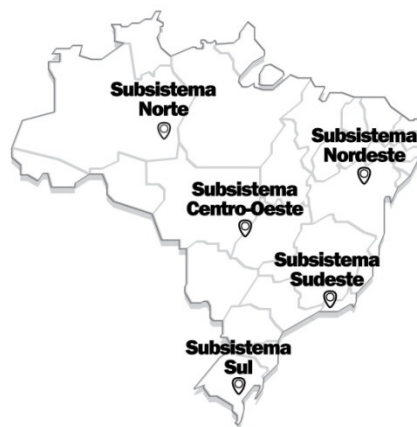 Subsistema
Norte
Subsistema
Nordeste
Subsistema
Centro-Oeste
Subsistema
Sudeste
Subsistema
Sul